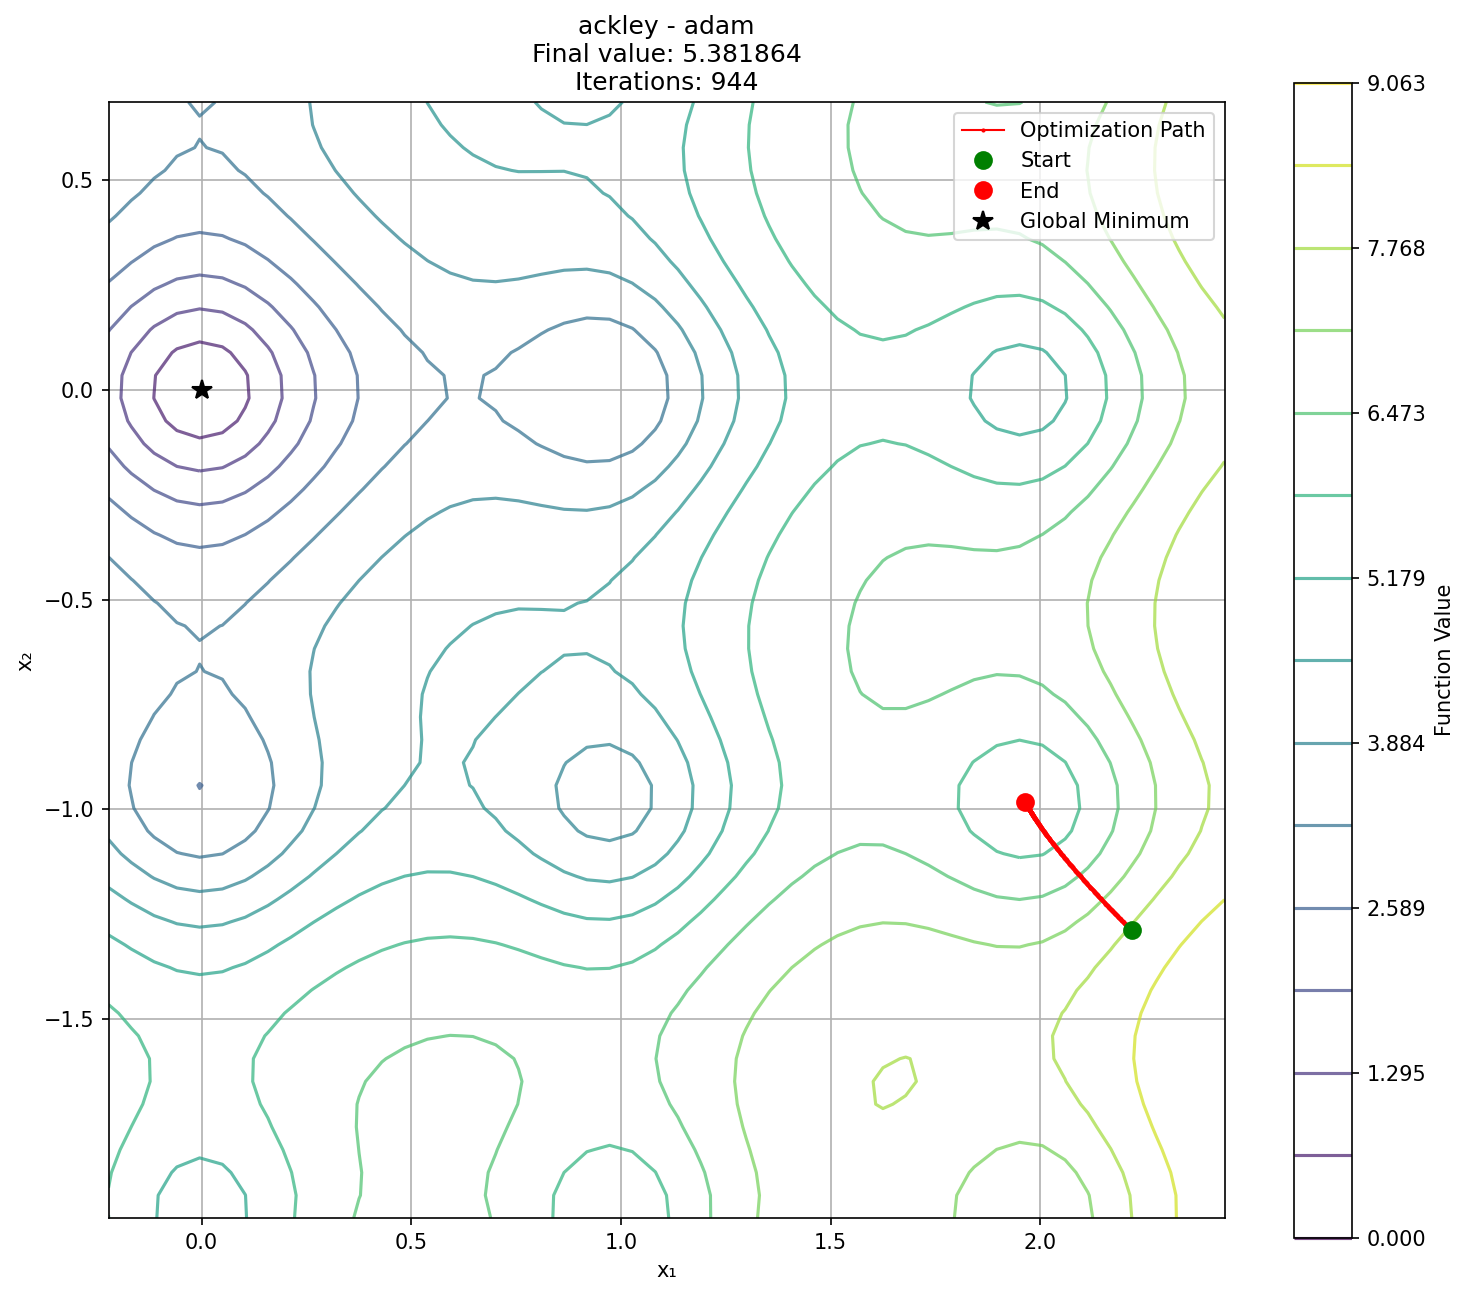 ackley - adam
Final value: 5.381864
Iterations: 944
Optimization Path
Start
End
Global Minimum
0.5
0.0
−0.5
−1.0
−1.5
x₂
0.0
0.5
1.0
1.5
2.0
x₁
9.063
7.768
6.473
5.179
3.884
2.589
1.295
0.000
Function Value